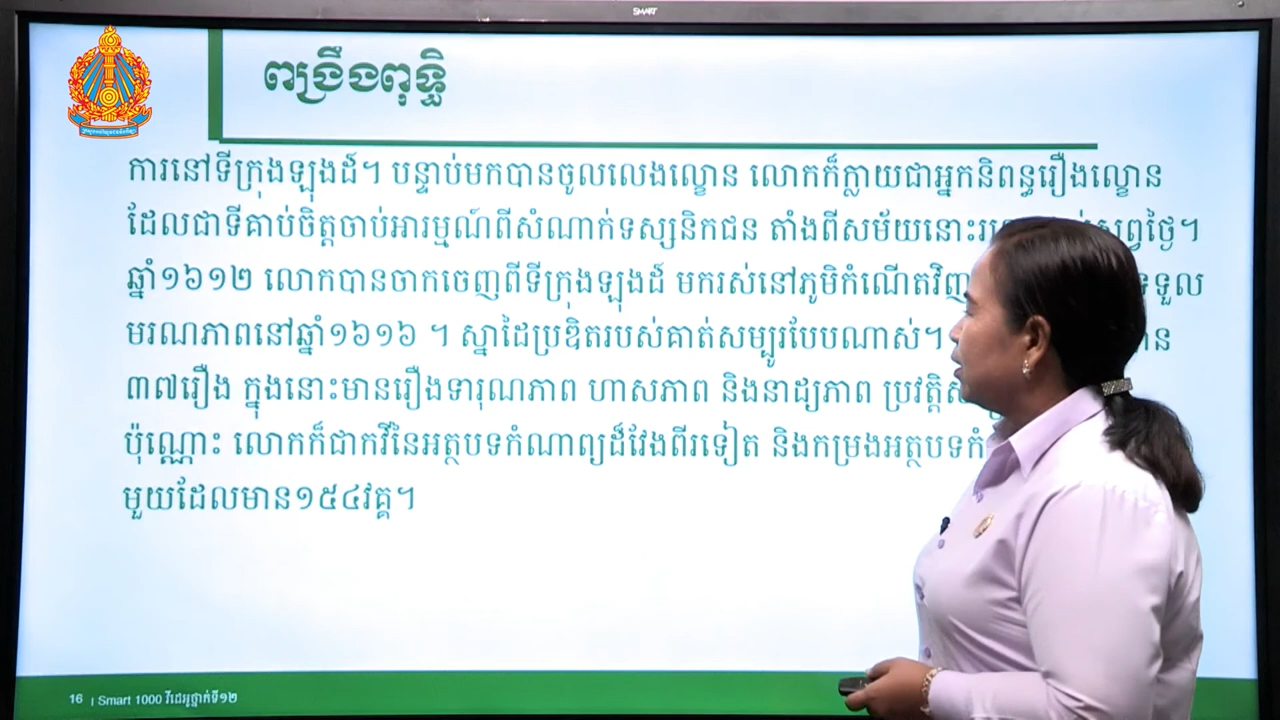 SMART
ពង្រឹងពុទ្ធិ
ការនៅទីក្រុងឡុងដ៍។ បន្ទាប់មកបានចូលលេងល្ខោន លោកក៏ក្លាយជាអ្នកនិពន្ធរឿងល្ខោន
ដែលជាទីគាប់ចិត្តចាប់អារម្មណ៍ពីសំណាក់ទស្សនិកជន តាំងពីសម័យនោះ សព្វថ្ងៃ។
ឆ្នាំ១៦១២ លោកបានចាកចេញពីទីក្រុងឡុងដ៍ មករស់នៅភូមិកំណើតវិញ
មរណភាពនៅឆ្នាំ១៦១៦ ។ ស្នាដៃប្រឌិតរបស់គាត់សម្បូរបែបណាស់។
៣៧រឿង ក្នុងនោះមានរឿងទារុណភាព ហាសភាព និងនាដ្យភាព
ប៉ុណ្ណោះ លោកក៏ជាកវីនៃអត្ថបទកំណាព្យដ៏វែងពីរទៀត និងកម្រងអត្ថបទ
មួយដែលមាន១៥៤វគ្គ។
16 | Smart 1000 វីដេអូថ្នាក់ទី១២